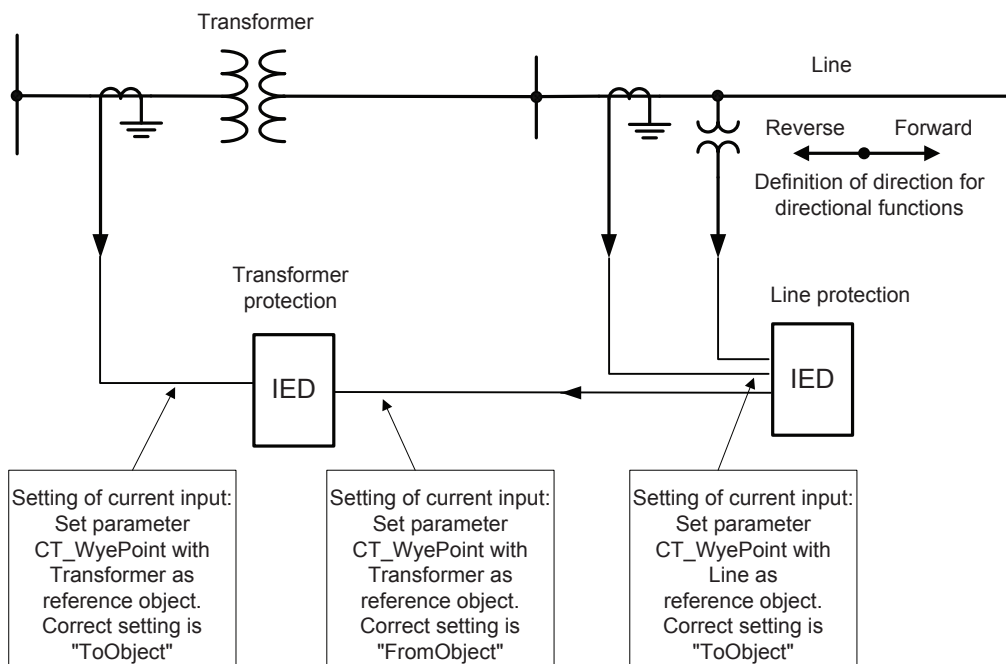 Transformer
Line
Reverse
Forward
Definition of direction for
directional functions
Transformer
protection
Line protection
IED
IED
Setting of current input:
Set parameter
CT_WyePoint with
Transformer as
reference object.
Correct setting is
"ToObject"
Setting of current input:
Set parameter
CT_WyePoint with
Transformer as
reference object.
Correct setting is
"FromObject"
Setting of current input:
Set parameter
CT_WyePoint with
Line as
reference object.
Correct setting is
"ToObject"